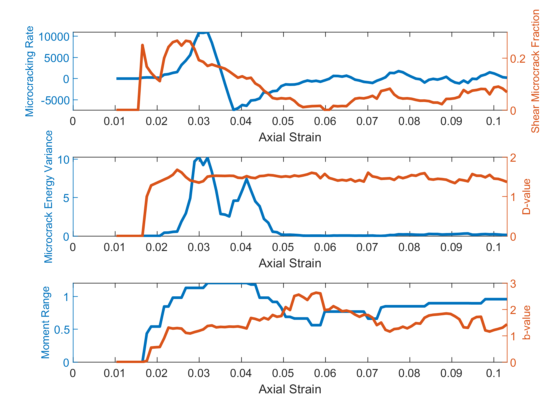 Microcracking Rate
10000
5000
0
-5000
0.2
0
Shear Microcrack Fraction
0 0.01 0.02 0.03 0.04 0.05 0.06 0.07 0.08 0.09 0.1
Axial Strain
Microcrack Energy Variance
10
5
0
2
1
0
D-value
0 0.01 0.02 0.03 0.04 0.05 0.06 0.07 0.08 0.09 0.1
Axial Strain
Moment Range
1
0.5
0
3
2
1
0
b-value
0 0.01 0.02 0.03 0.04 0.05 0.06 0.07 0.08 0.09 0.1
Axial Strain